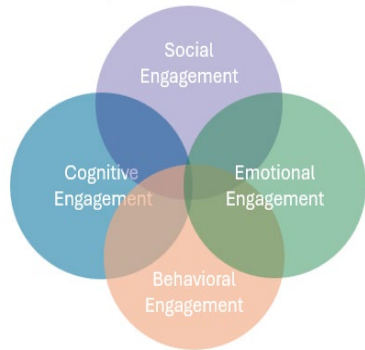 Social
Engagement
Cognitive
Engagement
Emotional
Engagement
Behavioral
Engagement